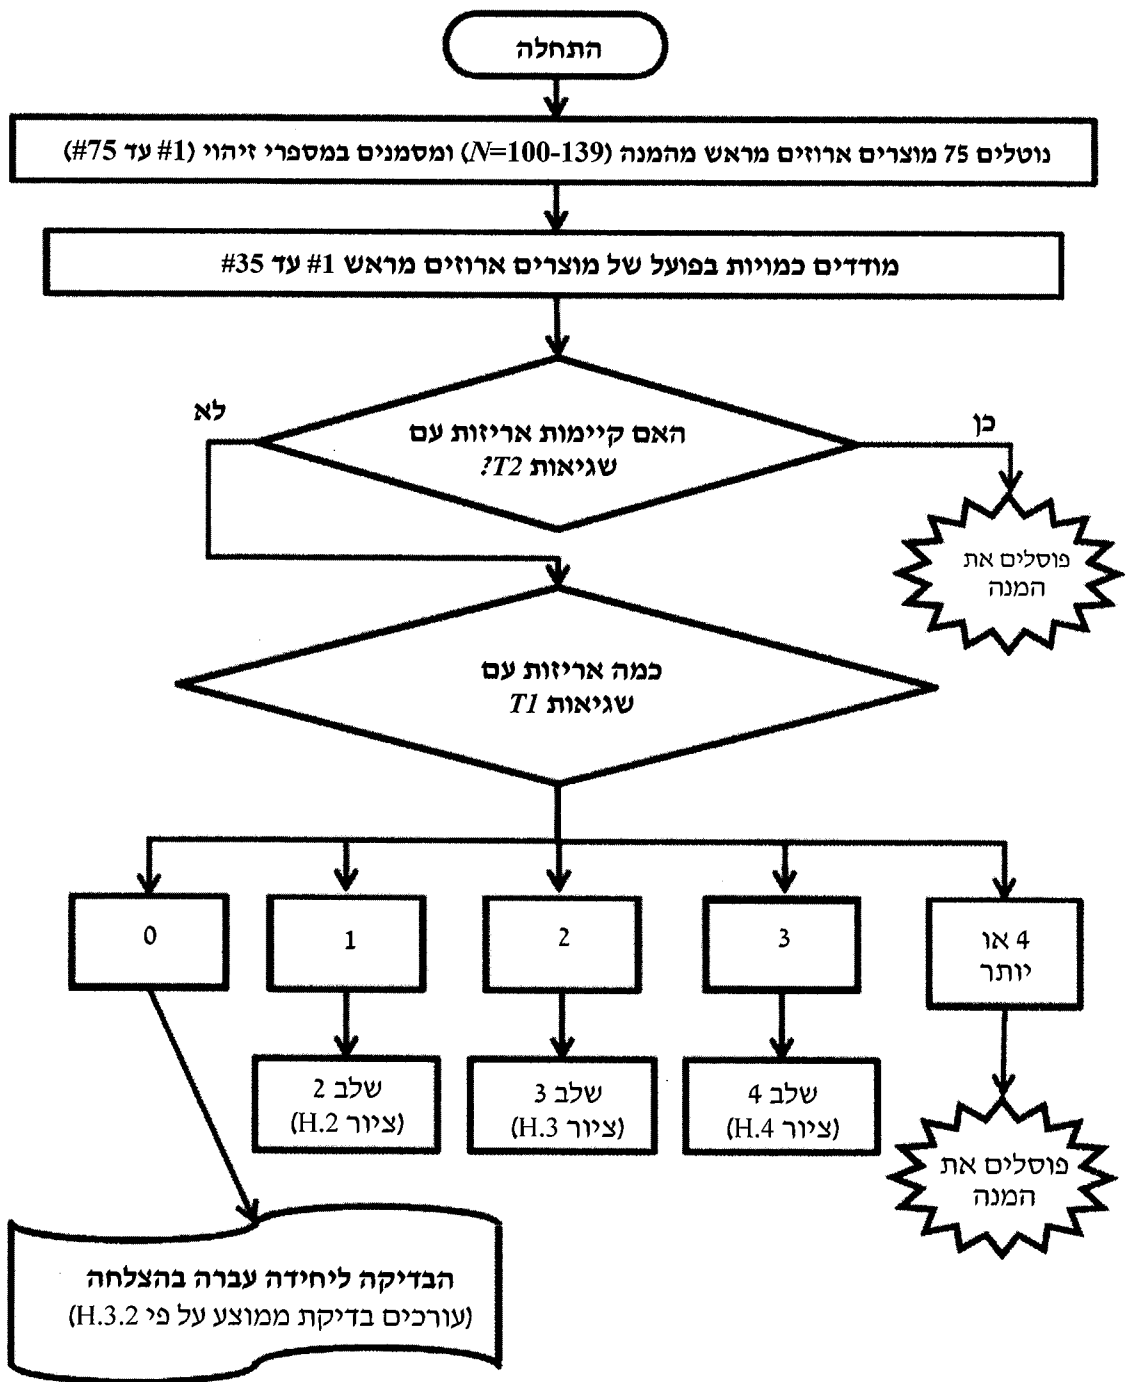 התחלה
נוטלים 75 מוצרים ארוזים מראש מהמנה (N=100-139) ומסמנים במספרי זיהוי (#1 עד #75)
מודדים כמויות בפועל של מוצרים ארוזים מראש #1 עד #35
האם קיימות אריזות עם
שגיאות T2?
כן
לא
פוסלים את
המנה
כמה אריזות עם
שגיאות T1
0
1
2
3
4 או
יותר
שלב 2
(ציור H.2)
שלב 3
(ציור H.3)
שלב 4
(ציור H.4)
פוסלים את
המנה
הבדיקה ליחידה עברה בהצלחה
(עורכים בדיקת ממוצע על פי H.3.2)